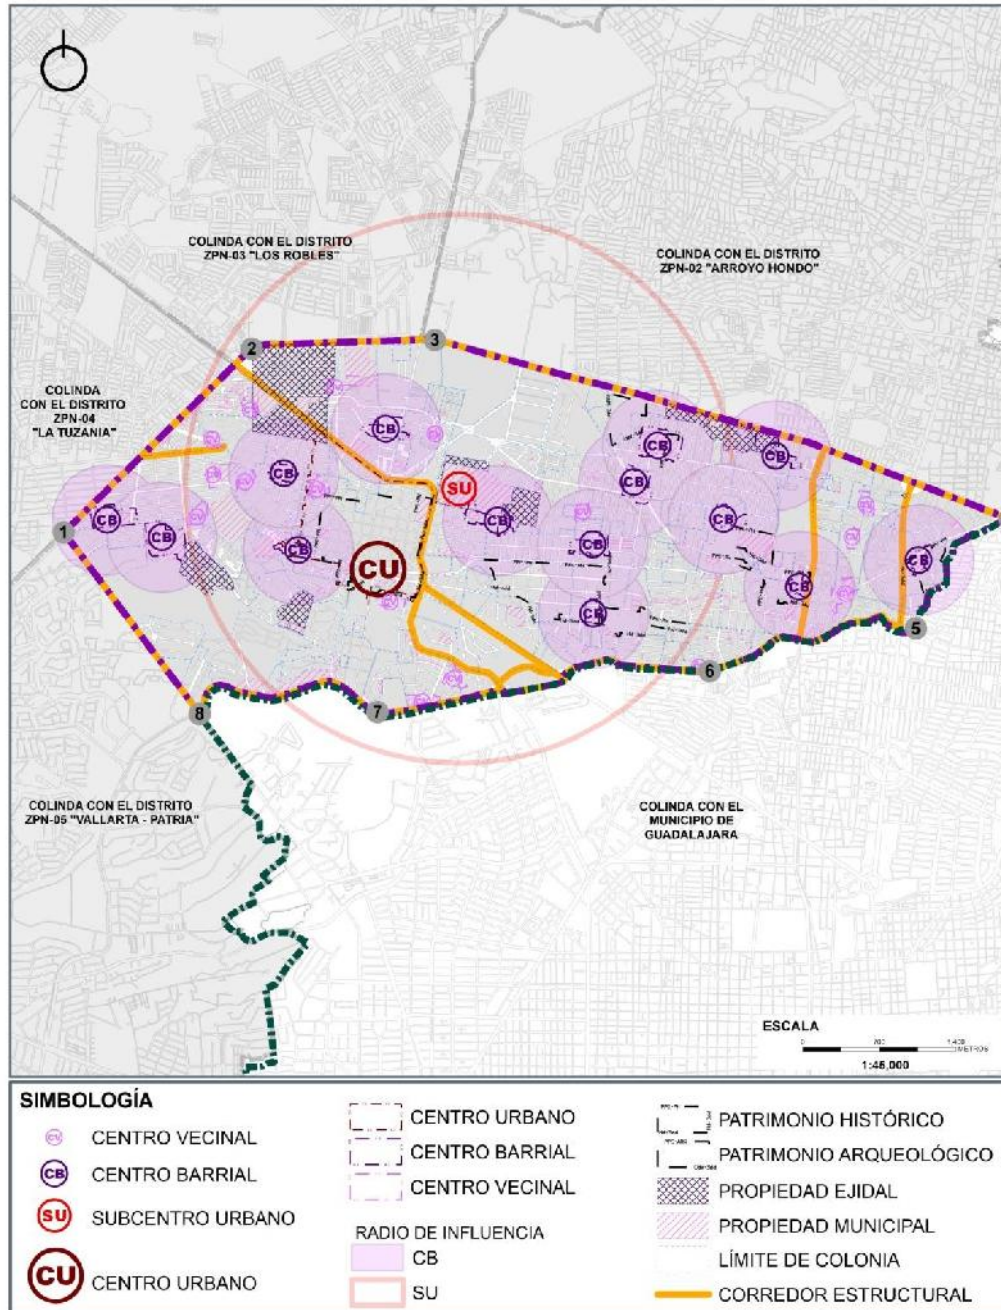 COLINDA CON EL DISTRITO
ZPN-03 "LOS ROBLES"
COLINDA CON EL DISTRITO
ZPN-02 "ARROYO HONDO"
2
3
COLINDA
CON EL DISTRITO
ZPN-04
"LA TUZANIA"
CB
CB
CB
CB
SU
CB
CB
CB
1
CB
CB
CB
CB
CB
CU
CB
CB
CB
5
6
8
7
COLINDA CON EL DISTRITO
ZPN-05 "VALLARTA - PATRIA"
COLINDA CON EL
MUNICIPIO DE
GUADALAJARA
ESCALA
0 700 1,400
METROS
1:45,000
SIMBOLOGÍA
CENTRO VECINAL
CB CENTRO BARRIAL
SU SUBCENTRO URBANO
CU CENTRO URBANO
CENTRO URBANO
CENTRO BARRIAL
CENTRO VECINAL
RADIO DE INFLUENCIA
CB
SU
PATRIMONIO HISTÓRICO
PATRIMONIO ARQUEOLÓGICO
PROPIEDAD EJIDAL
PROPIEDAD MUNICIPAL
LÍMITE DE COLONIA
CORREDOR ESTRUCTURAL